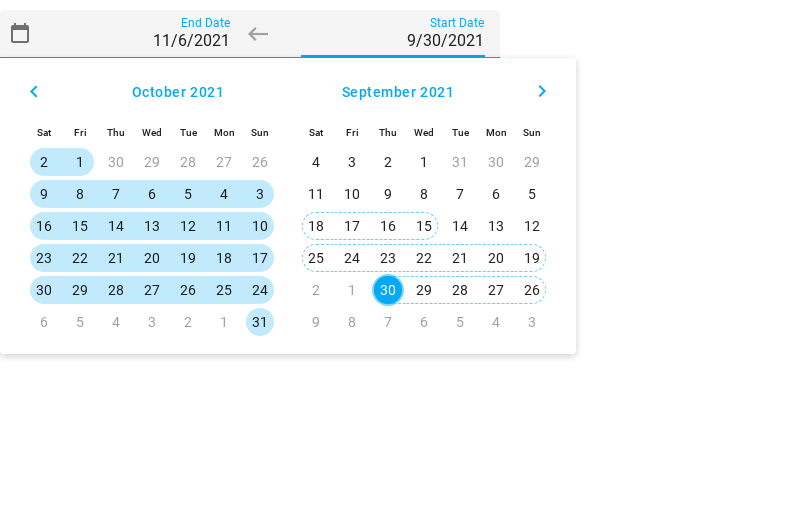 End Date Start Date
11/6/2021 9/30/2021
October 2021 September 2021
Sat Fri Thu Wed Tue Mon Sun Sat Fri Thu Wed Tue Mon Sun
2 1 30 29 28 27 26 4 3 2 1 31 30 29
9 8 7 6 5 4 3 11 10 9 8 7 6 5
16 15 14 13 12 11 10 18 17 16 15 14 13 12
23 22 21 20 19 18 17 25 24 23 22 21 20 19
30 29 28 27 26 25 24 2 1 30 29 28 27 26
6 5 4 3 2 1 31 9 8 7 6 5 4 3